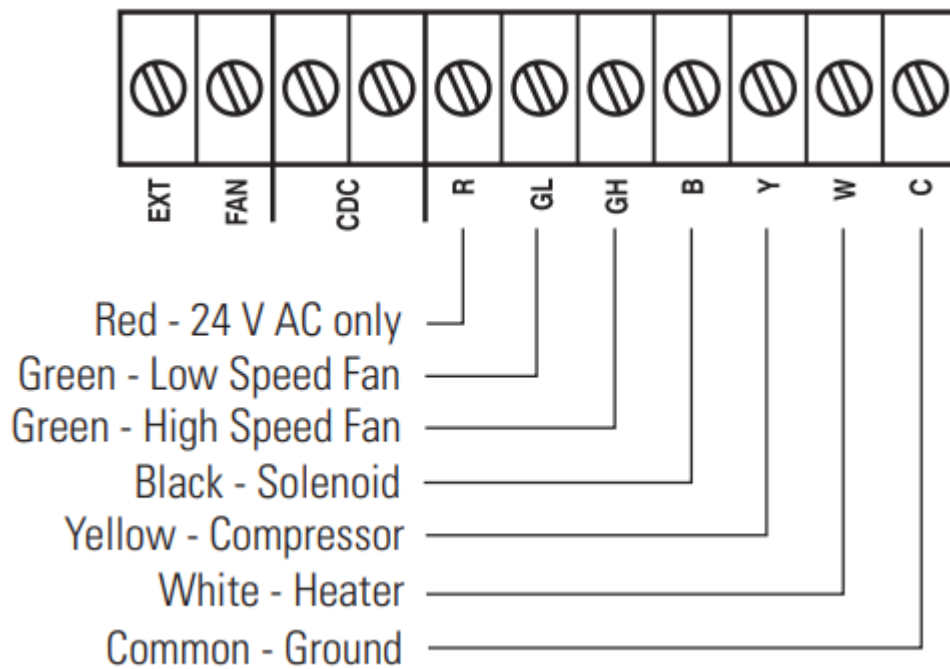 EXT FAN CDC R GL GH B Y W C
Red - 24 V AC only
Green - Low Speed Fan
Green - High Speed Fan
Black - Solenoid
Yellow - Compressor
White - Heater
Common - Ground